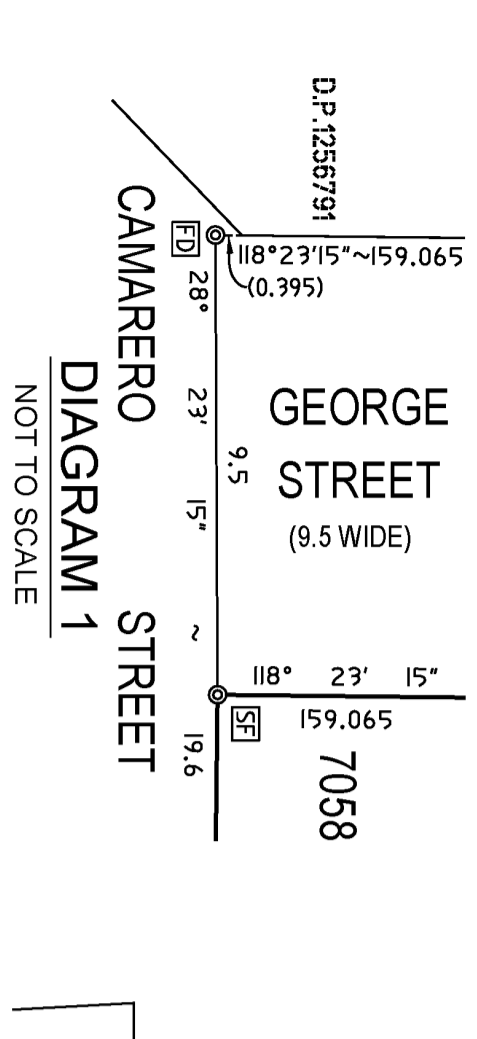 D.P.1256791
118°23'15"~159.065
(0.395)
FD
28° 23' 15" ~ 19.6
9.5
CAMARERO STREET
GEORGE
STREET
(9.5 WIDE)
118° 23' 15"
159.065
SF
7058
DIAGRAM 1
NOT TO SCALE